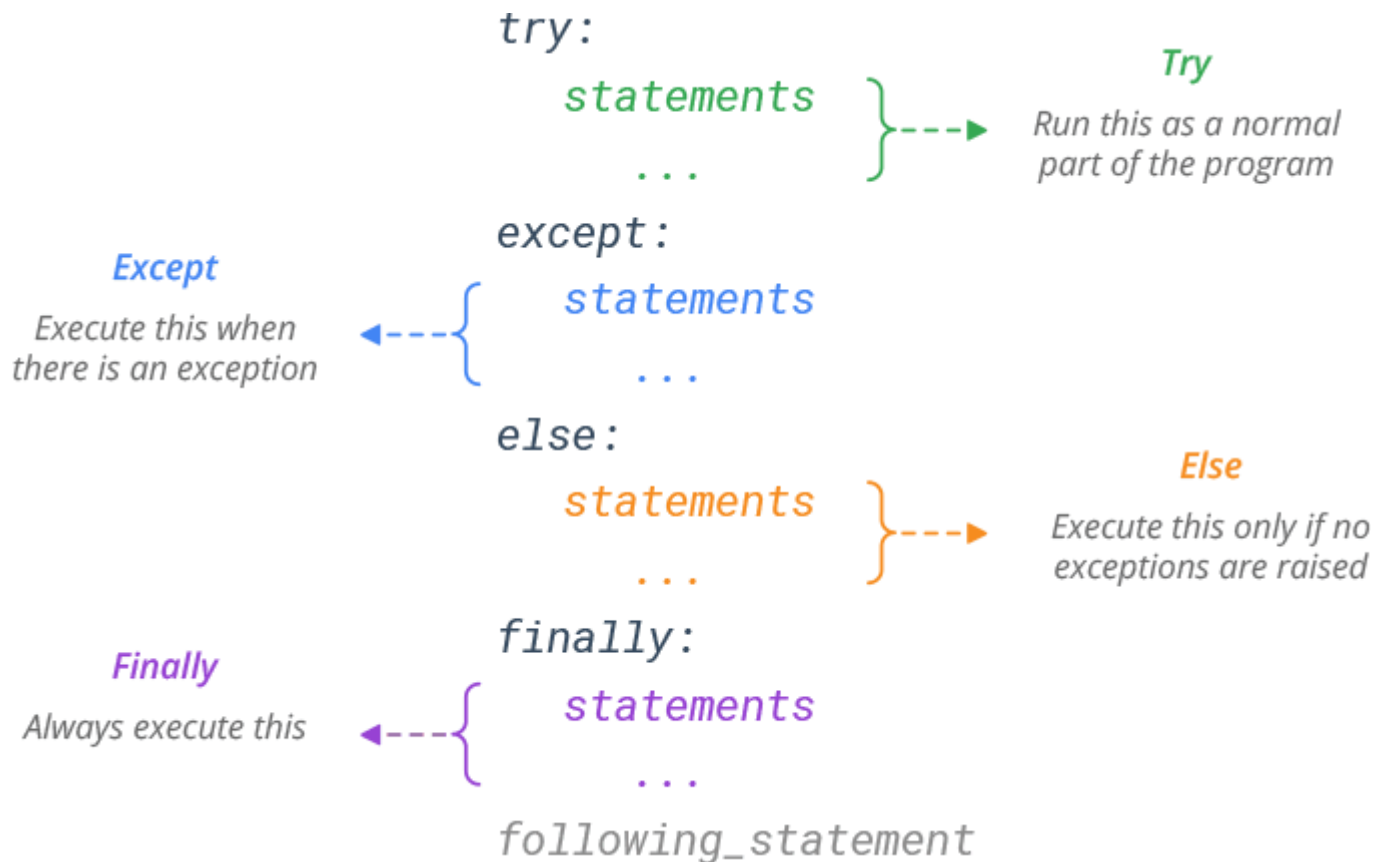 try:
statements
...
Try
Run this as a normal
part of the program
except:
Except
Execute this when
there is an exception
statements
...
else:
statements
...
Else
Execute this only if no
exceptions are raised
finally:
Finally
Always execute this
statements
...
following_statement